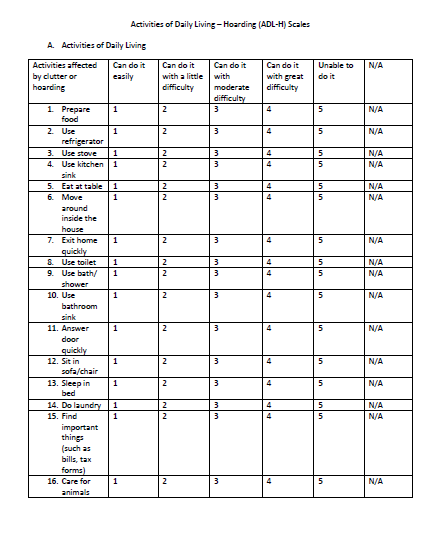 Activities of Daily Living – Hoarding (ADL-H) Scales
A. Activities of Daily Living
Activities affected by clutter or hoarding | Can do it easily | Can do it with a little difficulty | Can do it with moderate difficulty | Can do it with great difficulty | Unable to do it | N/A
1. Prepare food | 1 | 2 | 3 | 4 | 5 | N/A
2. Use refrigerator | 1 | 2 | 3 | 4 | 5 | N/A
3. Use stove | 1 | 2 | 3 | 4 | 5 | N/A
4. Use kitchen sink | 1 | 2 | 3 | 4 | 5 | N/A
5. Eat at table | 1 | 2 | 3 | 4 | 5 | N/A
6. Move around inside the house | 1 | 2 | 3 | 4 | 5 | N/A
7. Exit home quickly | 1 | 2 | 3 | 4 | 5 | N/A
8. Use toilet | 1 | 2 | 3 | 4 | 5 | N/A
9. Use bath/ shower | 1 | 2 | 3 | 4 | 5 | N/A
10. Use bathroom sink | 1 | 2 | 3 | 4 | 5 | N/A
11. Answer door quickly | 1 | 2 | 3 | 4 | 5 | N/A
12. Sit in sofa/chair | 1 | 2 | 3 | 4 | 5 | N/A
13. Sleep in bed | 1 | 2 | 3 | 4 | 5 | N/A
14. Do laundry | 1 | 2 | 3 | 4 | 5 | N/A
15. Find important things (such as bills, tax forms) | 1 | 2 | 3 | 4 | 5 | N/A
16. Care for animals | 1 | 2 | 3 | 4 | 5 | N/A